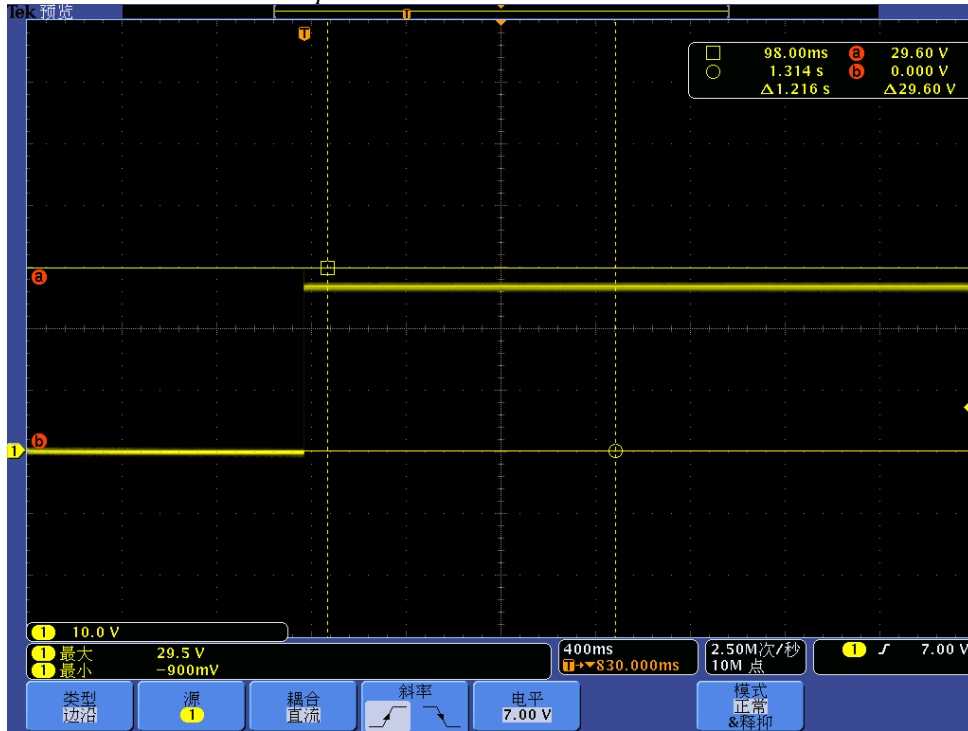 Tek 预览
T
T
98.00ms a 29.60 V
1.314 s b 0.000 V
Δ1.216 s Δ29.60 V
a
b
1
1 10.0 V
1 最大 29.5 V
1 最小 −900mV
400ms
T→▼830.000ms
2.50M次/秒
10M 点
1 7.00 V
类型
边沿
源
1
耦合
直流
斜率
电平
7.00 V
模式
正常
&释抑